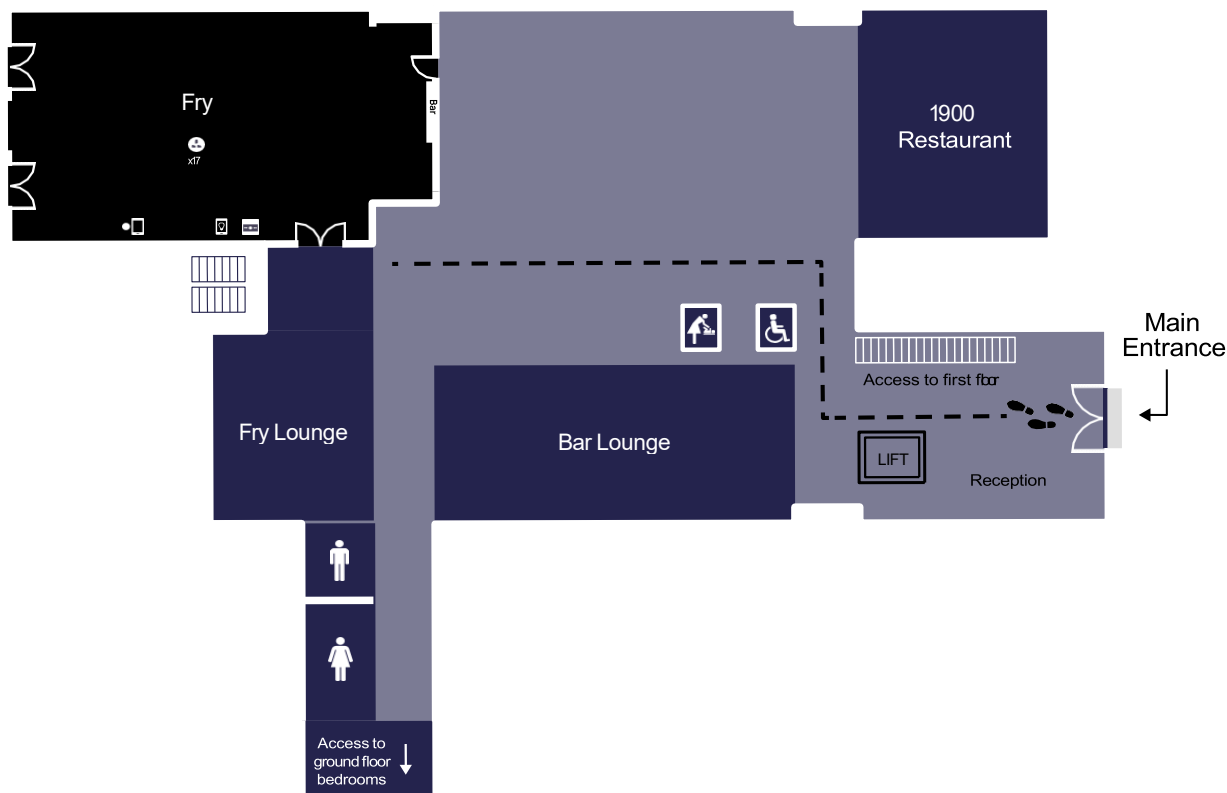 Fry
x17
Bar
1900
Restaurant
Main
Entrance
Access to first floor
Fry Lounge
Bar Lounge
LIFT
Reception
Access to
ground floor
bedrooms